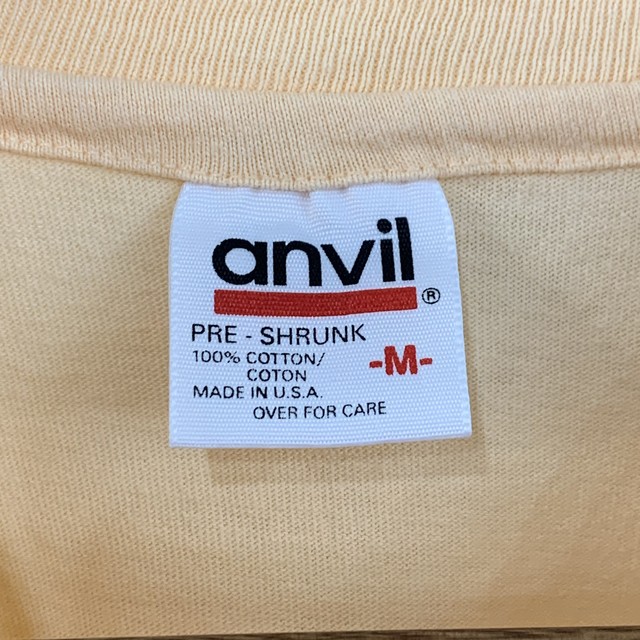 anvil ®
PRE - SHRUNK
100% COTTON/
COTON
-M-
MADE IN U.S.A.
OVER FOR CARE